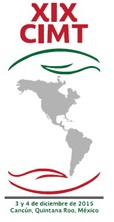 XIX
CIMT
3 y 4 de diciembre de 2015
Cancún, Quintana Roo, México